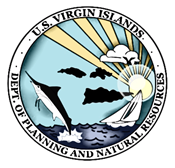 U.S. VIRGIN ISLANDS
DEPT. OF PLANNING AND NATURAL RESOURCES